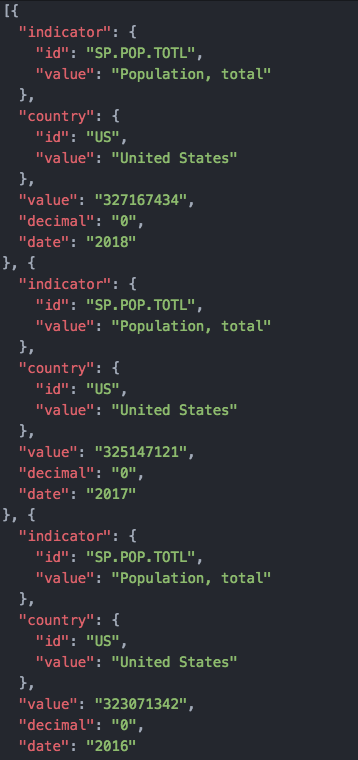 [{
  "indicator": {
    "id": "SP.POP.TOTL",
    "value": "Population, total"
  },
  "country": {
    "id": "US",
    "value": "United States"
  },
  "value": "327167434",
  "decimal": "0",
  "date": "2018"
}, {
  "indicator": {
    "id": "SP.POP.TOTL",
    "value": "Population, total"
  },
  "country": {
    "id": "US",
    "value": "United States"
  },
  "value": "325147121",
  "decimal": "0",
  "date": "2017"
}, {
  "indicator": {
    "id": "SP.POP.TOTL",
    "value": "Population, total"
  },
  "country": {
    "id": "US",
    "value": "United States"
  },
  "value": "323071342",
  "decimal": "0",
  "date": "2016"